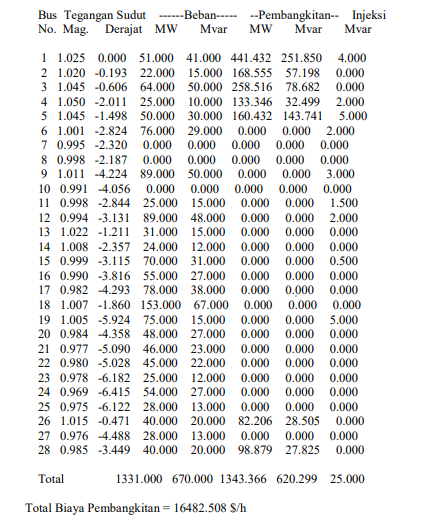 Bus Tegangan Sudut ------Beban----- --Pembangkitan-- Injeksi
No. Mag. Derajat MW Mvar MW Mvar Mvar
1 1.025 0.000 51.000 41.000 441.432 251.850 4.000
2 1.020 -0.193 22.000 15.000 168.555 57.198 0.000
3 1.045 -0.606 64.000 50.000 258.516 78.682 0.000
4 1.050 -2.011 25.000 10.000 133.346 32.499 2.000
5 1.045 -1.498 50.000 30.000 160.432 143.741 5.000
6 1.001 -2.824 76.000 29.000 0.000 0.000 2.000
7 0.995 -2.320 0.000 0.000 0.000 0.000 0.000
8 0.998 -2.187 0.000 0.000 0.000 0.000 0.000
9 1.011 -4.224 89.000 50.000 0.000 0.000 3.000
10 0.991 -4.056 0.000 0.000 0.000 0.000 0.000
11 0.998 -2.844 25.000 15.000 0.000 0.000 1.500
12 0.994 -3.131 89.000 48.000 0.000 0.000 2.000
13 1.022 -1.211 31.000 15.000 0.000 0.000 0.000
14 1.008 -2.357 24.000 12.000 0.000 0.000 0.000
15 0.999 -3.115 70.000 31.000 0.000 0.000 0.500
16 0.990 -3.816 55.000 27.000 0.000 0.000 0.000
17 0.982 -4.293 78.000 38.000 0.000 0.000 0.000
18 1.007 -1.860 153.000 67.000 0.000 0.000 0.000
19 1.005 -5.924 75.000 15.000 0.000 0.000 5.000
20 0.984 -4.358 48.000 27.000 0.000 0.000 0.000
21 0.977 -5.090 46.000 23.000 0.000 0.000 0.000
22 0.980 -5.028 45.000 22.000 0.000 0.000 0.000
23 0.978 -6.182 25.000 12.000 0.000 0.000 0.000
24 0.969 -6.415 54.000 27.000 0.000 0.000 0.000
25 0.975 -6.122 28.000 13.000 0.000 0.000 0.000
26 1.015 -0.471 40.000 20.000 82.206 28.505 0.000
27 0.976 -4.488 28.000 13.000 0.000 0.000 0.000
28 0.985 -3.449 40.000 20.000 98.879 27.825 0.000
Total 1331.000 670.000 1343.366 620.299 25.000
Total Biaya Pembangkitan = 16482.508 $/h